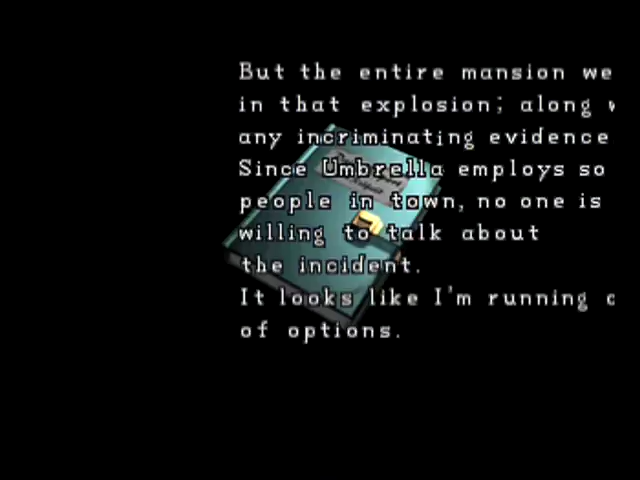 But the entire mansion we
in that explosion; along
any incriminating evidence
Since Umbrella employs so
people in town, no one is
willing to talk about
the incident.
It looks like I'm running
of options.